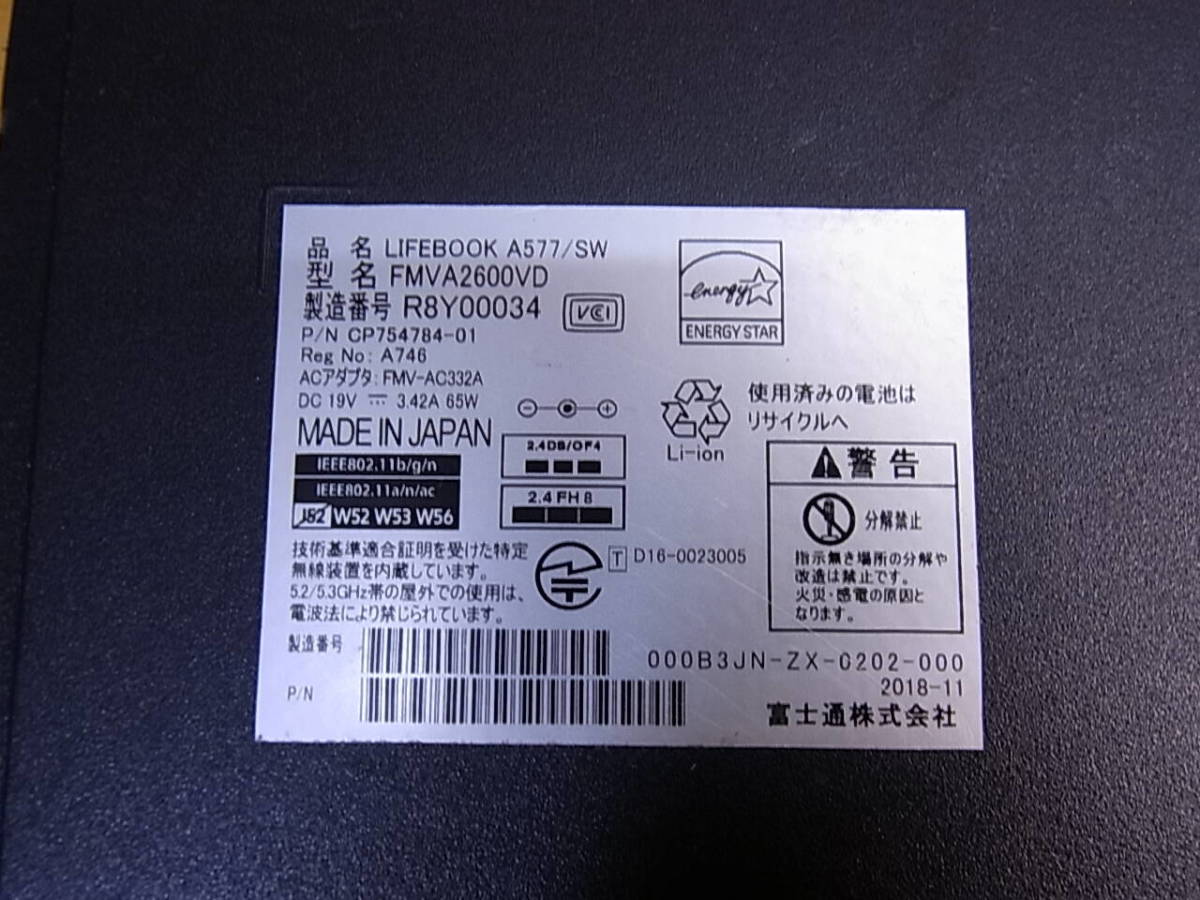 品 名 LIFEBOOK A577/SW
型 名 FMVA2600VD
製造番号 R8Y00034
VCCI
P/N CP754784-01
Reg No: A746
ACアダプタ: FMV-AC332A
DC 19V ⎓ 3.42A 65W
MADE IN JAPAN
IEEE802.11b/g/n
IEEE802.11a/n/ac
J52 W52 W53 W56
2.4DS/OF4
2.4FH8
技術基準適合証明を受けた特定
無線装置を内蔵しています。
5.2/5.3GHz帯の屋外での使用は、
電波法により禁じられています。
T D16-0023005
製造番号
P/N
energy
ENERGY STAR
使用済みの電池は
リサイクルへ
Li-ion
警告
分解禁止
指示無き場所の分解や
改造は禁止です。
火災・感電の原因と
なります。
000B3JN-ZX-0202-000
2018-11
富士通株式会社